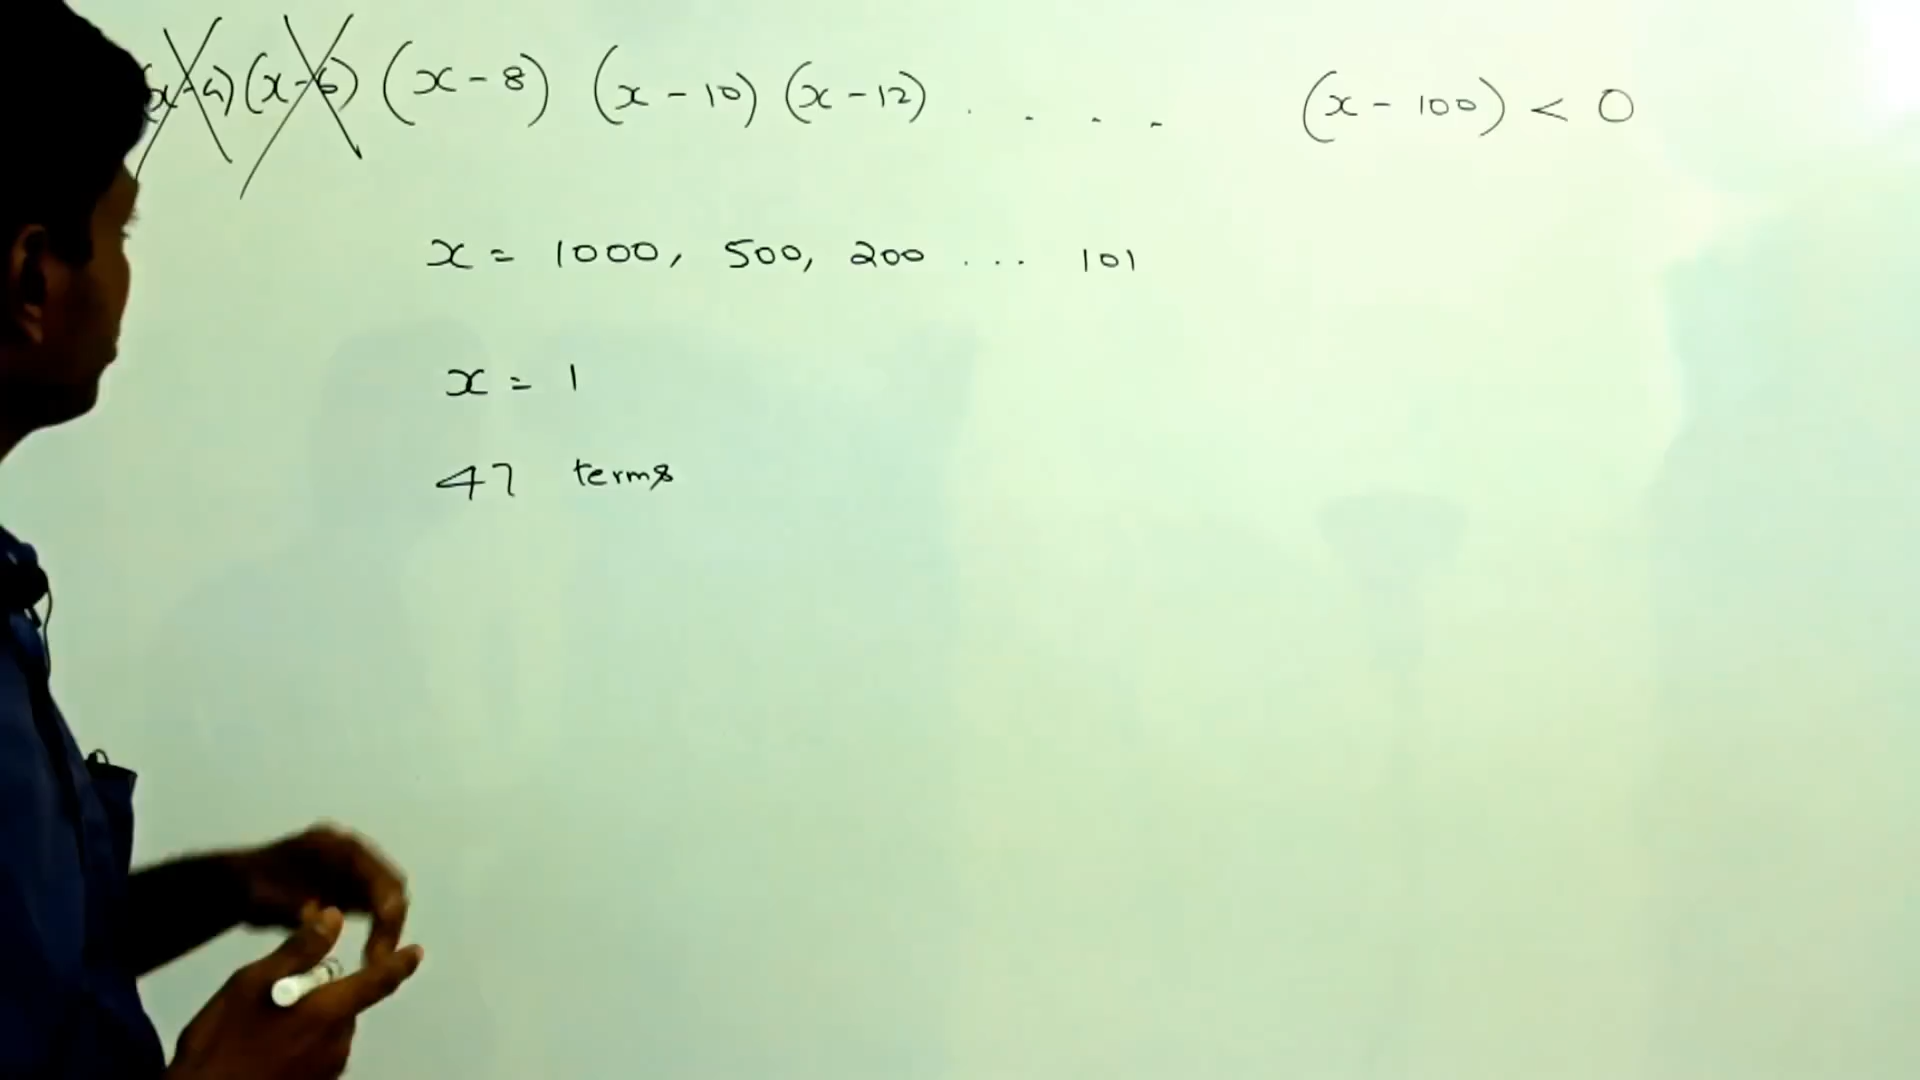 (x-4) (x-6) (x-8) (x-10) (x-12) . . . . (x-100) < 0
x = 1000, 500, 200 ... 101
x = 1
47 terms